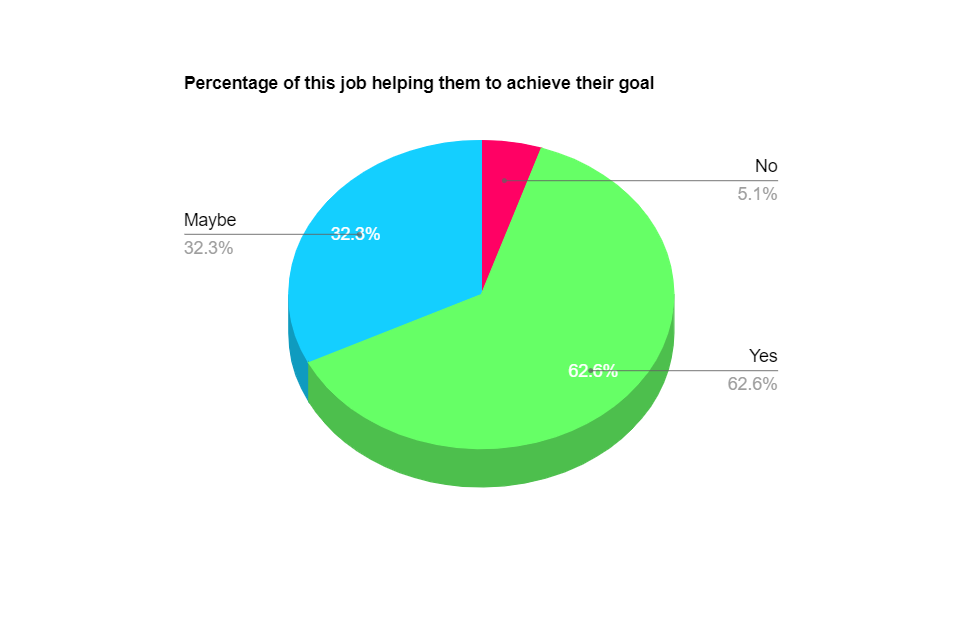 Percentage of this job helping them to achieve their goal
No
5.1%
Maybe
32.3%
32.3%
Yes
62.6%
62.6%